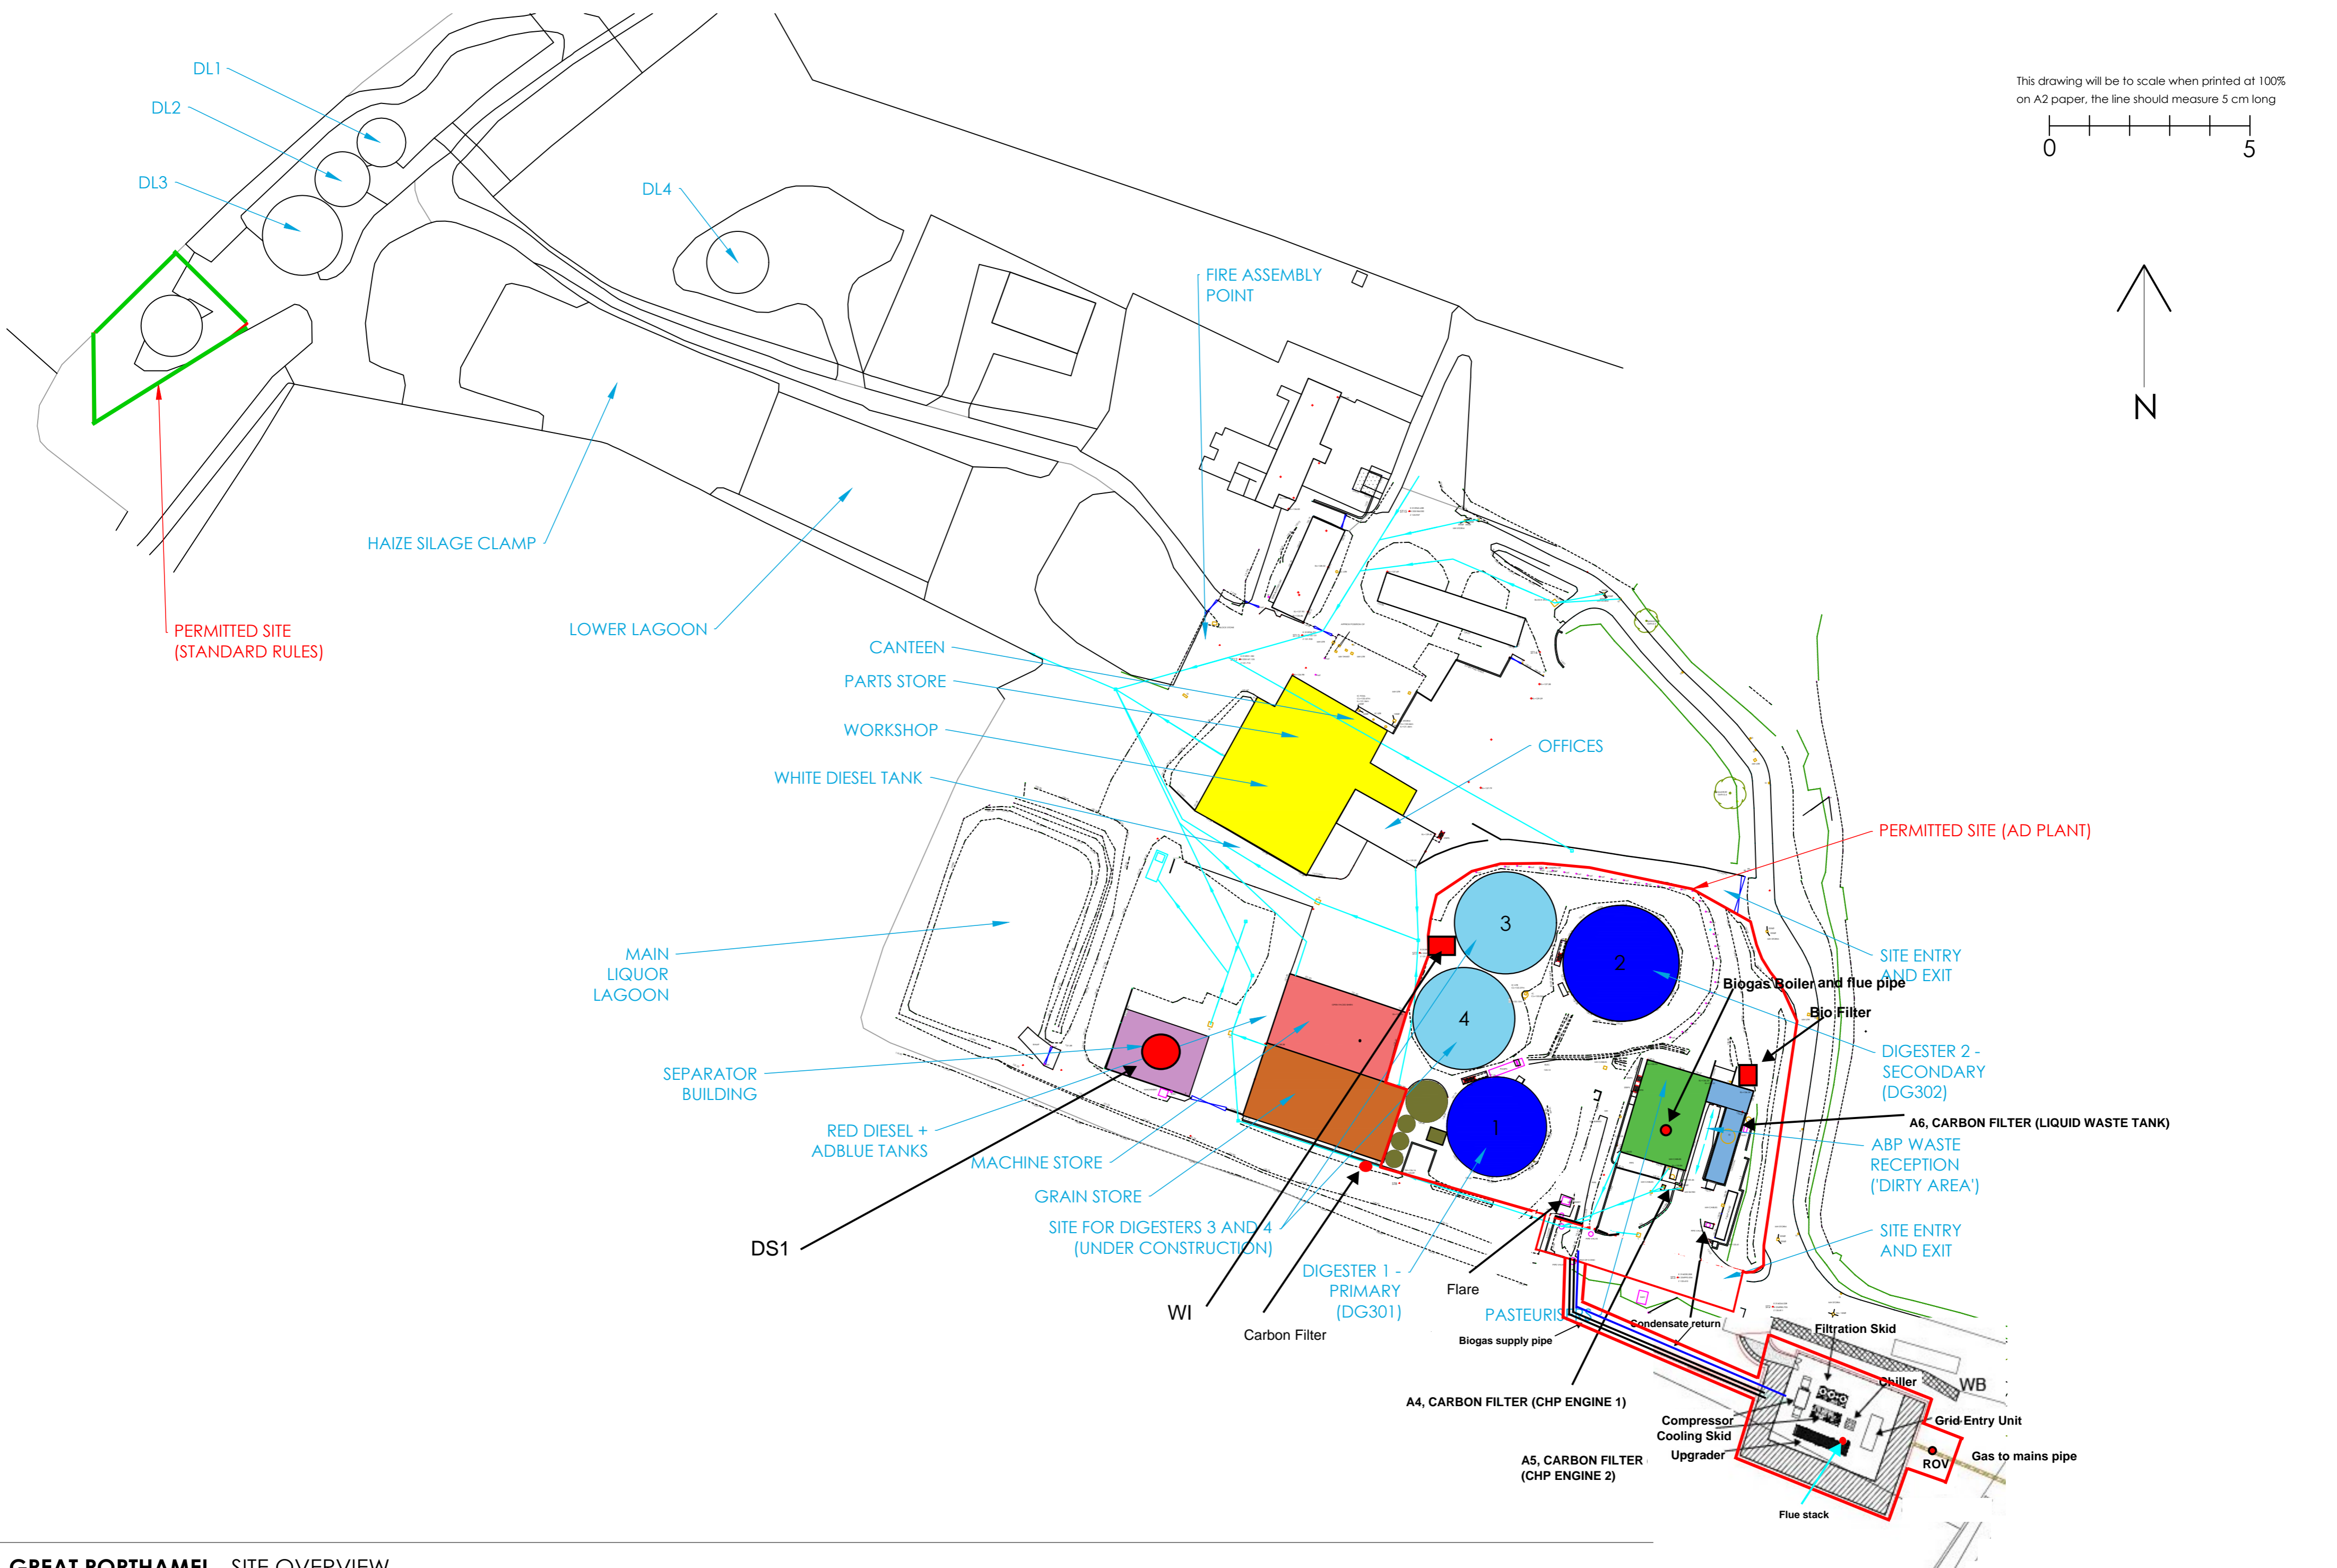 This drawing will be to scale when printed at 100%
on A2 paper, the line should measure 5 cm long
0
5
N
DL1
DL2
DL3
DL4
FIRE ASSEMBLY
POINT
HAIZE SILAGE CLAMP
LOWER LAGOON
PERMITTED SITE
(STANDARD RULES)
CANTEEN
PARTS STORE
WORKSHOP
WHITE DIESEL TANK
OFFICES
PERMITTED SITE (AD PLANT)
3
2
4
1
MAIN
LIQUOR
LAGOON
SITE ENTRY
AND EXIT
Biogas Boiler and flue pipe
Bio Filter
DIGESTER 2 -
SECONDARY
(DG302)
SEPARATOR
BUILDING
A6, CARBON FILTER (LIQUID WASTE TANK)
RED DIESEL +
ADBLUE TANKS
ABP WASTE
RECEPTION
('DIRTY AREA')
MACHINE STORE
GRAIN STORE
SITE FOR DIGESTERS 3 AND 4
(UNDER CONSTRUCTION)
SITE ENTRY
AND EXIT
DS1
DIGESTER 1 -
PRIMARY
(DG301)
Flare
WI
Carbon Filter
PASTEURIS
Condensate return
Biogas supply pipe
Filtration Skid
Chiller
WB
A4, CARBON FILTER (CHP ENGINE 1)
Compressor
Cooling Skid
Upgrader
Grid Entry Unit
ROV
Gas to mains pipe
A5, CARBON FILTER
(CHP ENGINE 2)
Flue stack
GREAT PORTHAMEL SITE OVERVIEW